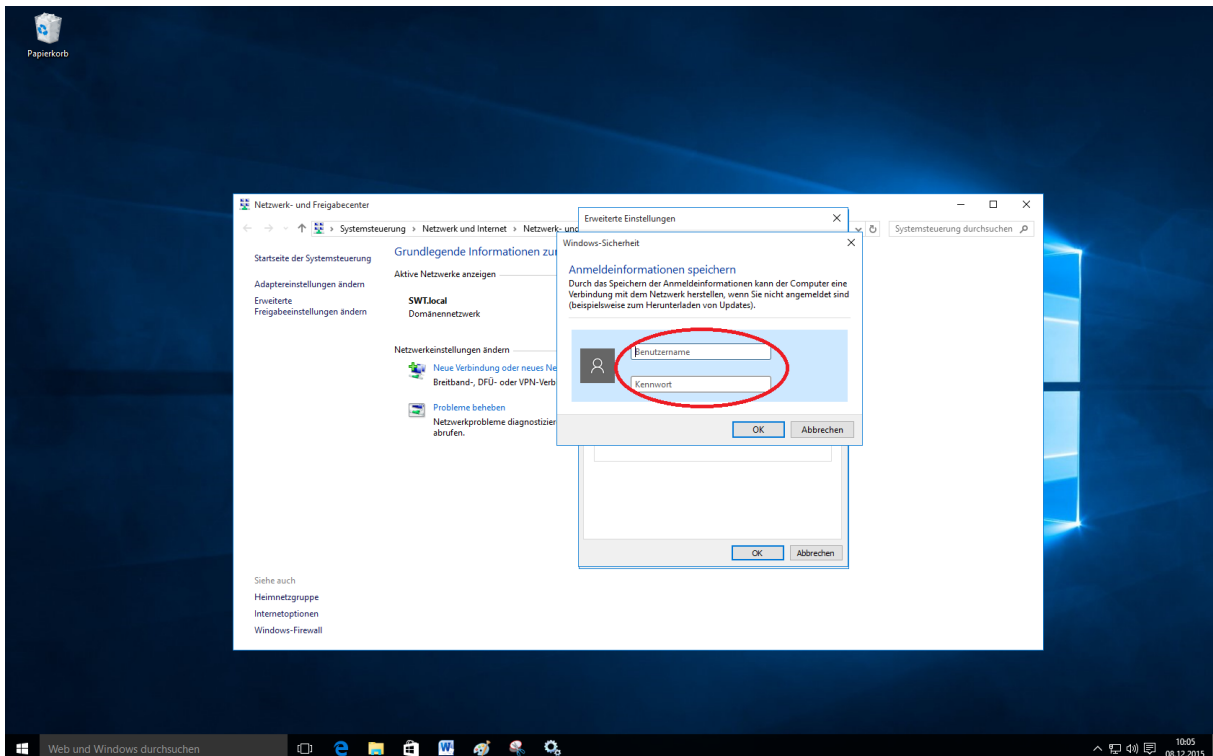 Papierkorb
Netzwerk- und Freigabecenter
Systemsteuerung › Netzwerk und Internet › Netzwerk- und
Systemsteuerung durchsuchen
Startseite der Systemsteuerung
Adaptereinstellungen ändern
Erweiterte
Freigabeeinstellungen ändern
Grundlegende Informationen zur
Aktive Netzwerke anzeigen
SWT.local
Domänennetzwerk
Netzwerkeinstellungen ändern
Neue Verbindung oder neues Ne
Breitband-, DFÜ- oder VPN-Verb
Probleme beheben
Netzwerkprobleme diagnostizier
abrufen.
Siehe auch
Heimnetzgruppe
Internetoptionen
Windows-Firewall
Erweiterte Einstellungen
Windows-Sicherheit
Anmeldeinformationen speichern
Durch das Speichern der Anmeldeinformationen kann der Computer eine
Verbindung mit dem Netzwerk herstellen, wenn Sie nicht angemeldet sind
(beispielsweise zum Herunterladen von Updates).
Benutzername
Kennwort
OK Abbrechen
OK Abbrechen
Web und Windows durchsuchen
10:05
08.12.2015